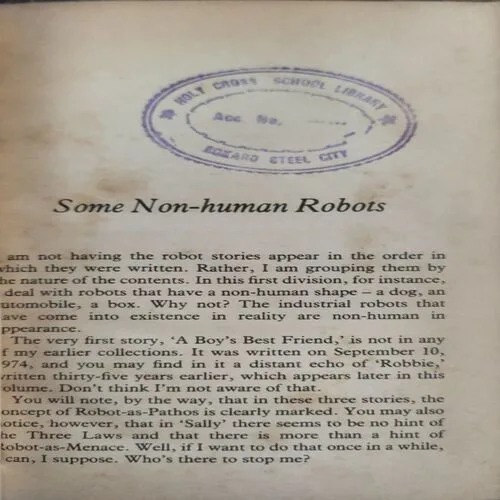 HOLY CROSS SCHOOL LIBRARY
Acc No.
BOKARO STEEL CITY
Some Non-human Robots
am not having the robot stories appear in the order in
which they were written. Rather, I am grouping them by
he nature of the contents. In this first division, for instance,
deal with robots that have a non-human shape – a dog, an
utomobile, a box. Why not? The industrial robots that
ave come into existence in reality are non-human in
ppearance.
The very first story, ‘A Boy's Best Friend,’ is not in any
f my earlier collections. It was written on September 10,
974, and you may find in it a distant echo of ‘Robbie,’
written thirty-five years earlier, which appears later in this
olume. Don't think I'm not aware of that.
You will note, by the way, that in these three stories, the
oncept of Robot-as-Pathos is clearly marked. You may also
otice, however, that in ‘Sally’ there seems to be no hint of
he Three Laws and that there is more than a hint of
Robot-as-Menace. Well, if I want to do that once in a while,
can, I suppose. Who's there to stop me?